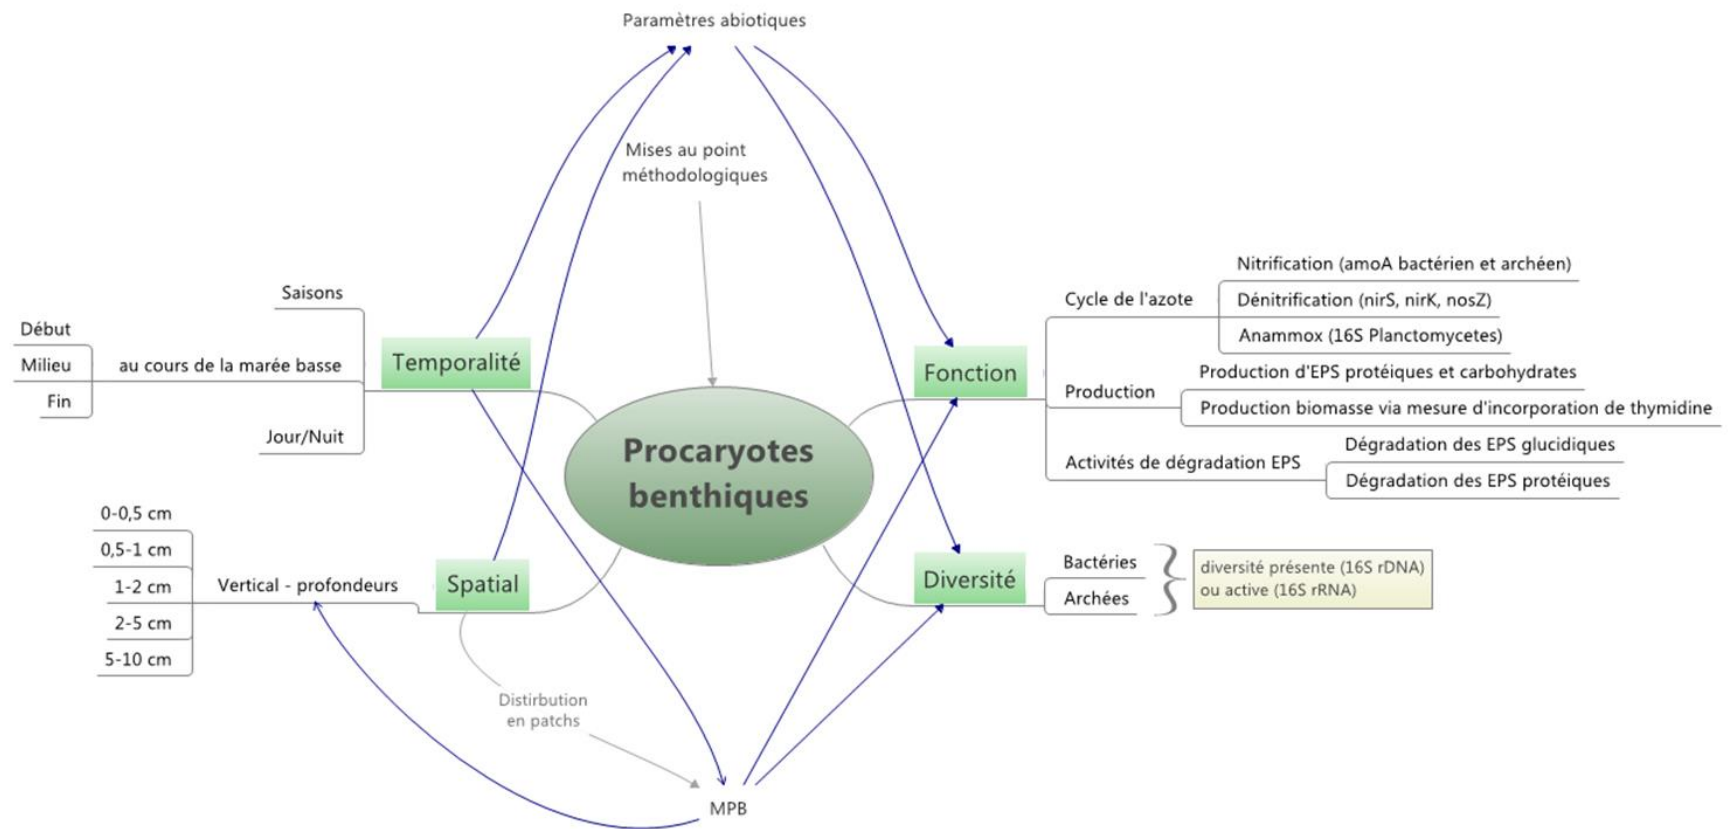 Paramètres abiotiques
Mises au point
méthodologiques
Saisons
Début
Milieu
Fin
au cours de la marée basse
Jour/Nuit
Temporalité
Procaryotes
benthiques
0-0,5 cm
0,5-1 cm
1-2 cm
2-5 cm
5-10 cm
Vertical - profondeurs
Spatial
Distirbution
en patchs
MPB
Fonction
Cycle de l'azote
Nitrification (amoA bactérien et archéen)
Dénitrification (nirS, nirK, nosZ)
Anammox (16S Planctomycetes)
Production
Production d'EPS protéiques et carbohydrates
Production biomasse via mesure d'incorporation de thymidine
Activités de dégradation EPS
Dégradation des EPS glucidiques
Dégradation des EPS protéiques
Diversité
Bactéries
Archées
diversité présente (16S rDNA)
ou active (16S rRNA)